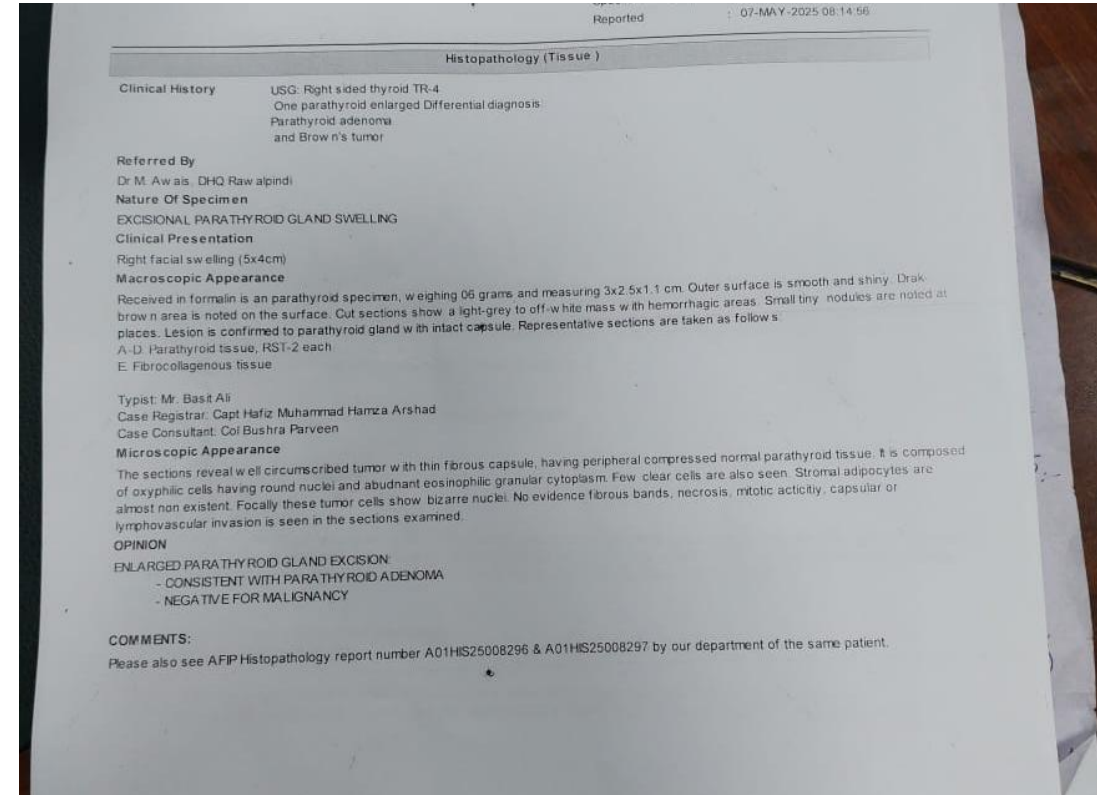 Reported : 07-MAY-2025 08:14:56
Histopathology (Tissue )
Clinical History USG: Right sided thyroid TR-4
One parathyroid enlarged Differential diagnosis:
Parathyroid adenoma
and Brown's tumor
Referred By
Dr M. Awais, DHQ Rawalpindi
Nature Of Specimen
EXCISIONAL PARATHYROID GLAND SWELLING
Clinical Presentation
Right facial swelling (5x4cm)
Macroscopic Appearance
Received in formalin is an parathyroid specimen, weighing 06 grams and measuring 3x2.5x1.1 cm. Outer surface is smooth and shiny. Drak
brown area is noted on the surface. Cut sections show a light-grey to off-white mass with hemorrhagic areas. Small tiny nodules are noted at
places. Lesion is confirmed to parathyroid gland with intact capsule. Representative sections are taken as follows:
A-D. Parathyroid tissue, RST-2 each
E. Fibrocollagenous tissue
Typist: Mr. Basit Ali
Case Registrar: Capt Hafiz Muhammad Hamza Arshad
Case Consultant: Col Bushra Parveen
Microscopic Appearance
The sections reveal well circumscribed tumor with thin fibrous capsule, having peripheral compressed normal parathyroid tissue. It is composed
of oxyphilic cells having round nuclei and abudnant eosinophilic granular cytoplasm. Few clear cells are also seen. Stromal adipocytes are
almost non existent. Focally these tumor cells show bizarre nuclei. No evidence fibrous bands, necrosis, mitotic acticitiy, capsular or
lymphovascular invasion is seen in the sections examined.
OPINION
ENLARGED PARATHYROID GLAND EXCISION:
- CONSISTENT WITH PARATHYROID ADENOMA
- NEGATIVE FOR MALIGNANCY
COMMENTS:
Please also see AFIP Histopathology report number A01HIS25008296 & A01HIS25008297 by our department of the same patient.